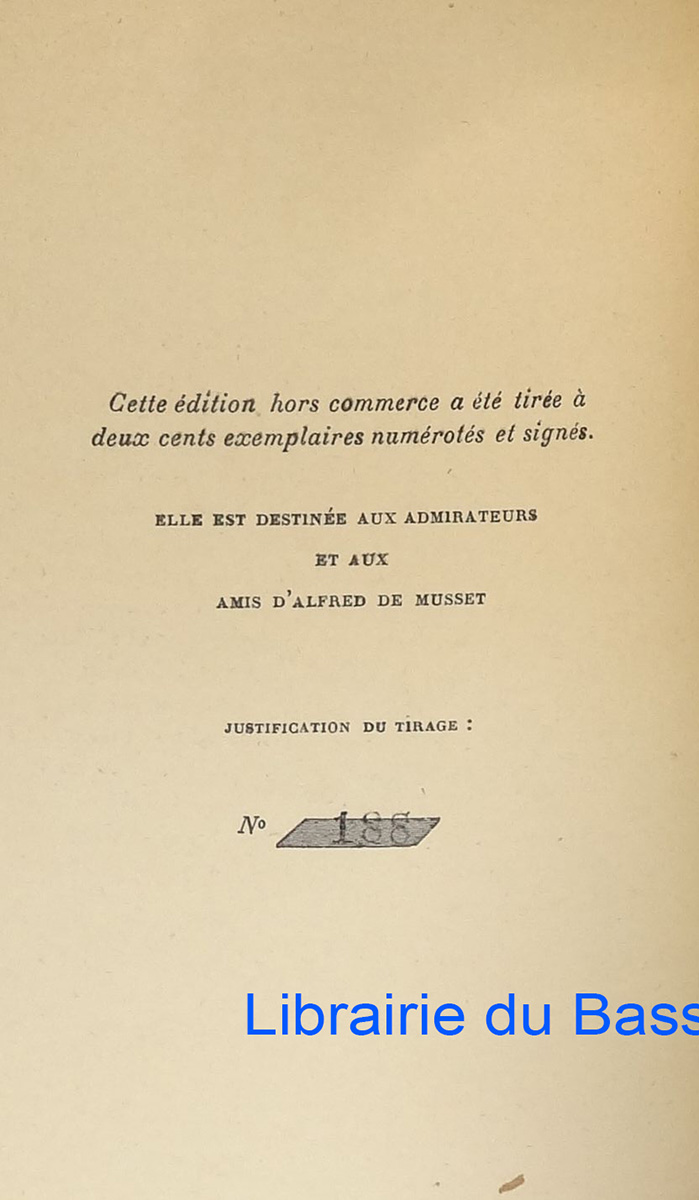 Cette édition hors commerce a été tirée à
deux cents exemplaires numérotés et signés.
ELLE EST DESTINÉE AUX ADMIRATEURS
ET AUX
AMIS D'ALFRED DE MUSSET
JUSTIFICATION DU TIRAGE :
Nº 188
Librairie du Bass